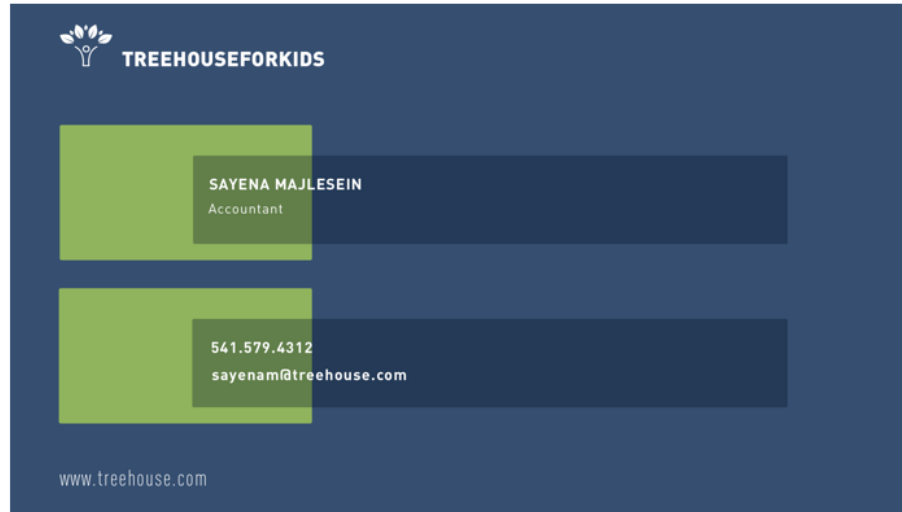 TREEHOUSEFORKIDS
SAYENA MAJLESEIN
Accountant
541.579.4312
sayenam@treehouse.com
www.treehouse.com